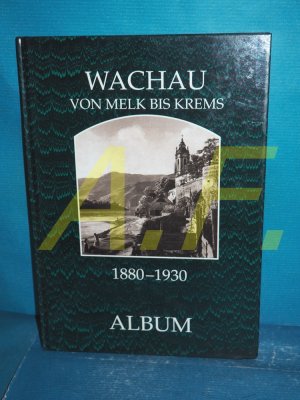 WACHAU
VON MELK BIS KREMS
A.F.
1880–1930
ALBUM